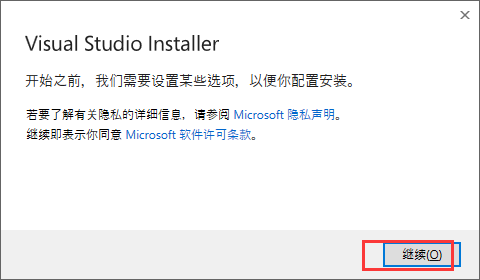 Visual Studio Installer
开始之前，我们需要设置某些选项，以便你配置安装。
若要了解有关隐私的详细信息，请参阅 Microsoft 隐私声明。
继续即表示你同意 Microsoft 软件许可条款。
继续(O)